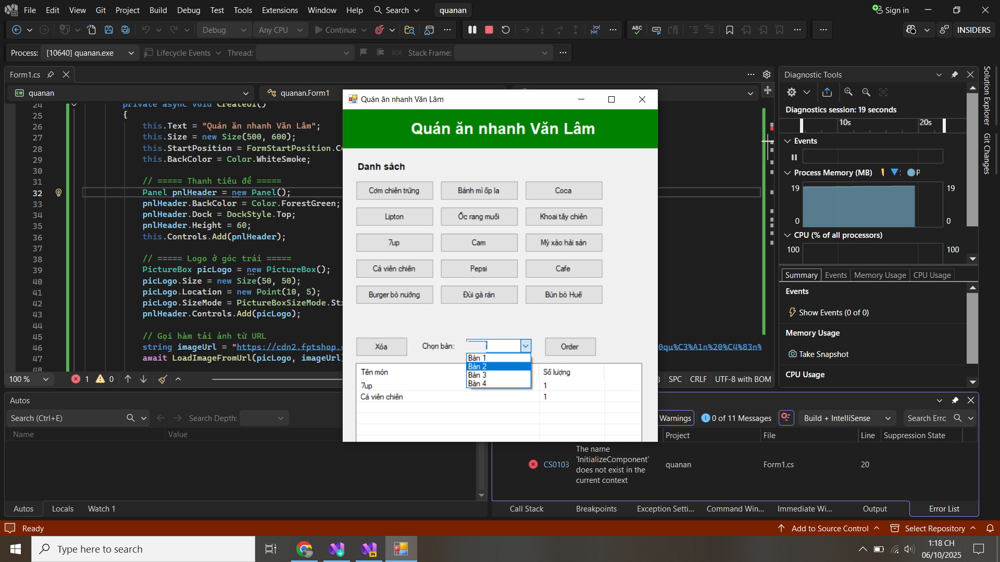 File Edit View Git Project Build Debug Test Tools Extensions Window Help Search quanan Sign in
Debug Any CPU Continue INSIDERS
Process: [10640] quanan.exe Lifecycle Events Thread: Stack Frame:
Form1.cs
quanan quanan.Form1
24 private async void CreateUI()
25 {
26 this.Text = "Quán ăn nhanh Văn Lâm";
27 this.Size = new Size(500, 600);
28 this.StartPosition = FormStartPosition.Ce
29 this.BackColor = Color.WhiteSmoke;
30
31 // ===== Thanh tiêu đề =====
32 Panel pnlHeader = new Panel();
33 pnlHeader.BackColor = Color.ForestGreen;
34 pnlHeader.Dock = DockStyle.Top;
35 pnlHeader.Height = 60;
36 this.Controls.Add(pnlHeader);
37
38 // ===== Logo ở góc trái =====
39 PictureBox picLogo = new PictureBox();
40 picLogo.Size = new Size(50, 50);
41 picLogo.Location = new Point(10, 5);
42 picLogo.SizeMode = PictureBoxSizeMode.St
43 pnlHeader.Controls.Add(picLogo);
44
45 // Gọi hàm tải ảnh từ URL
46 string imageUrl = "https://cdn2.fptshop. 0qu%C3%A1n%20%C4%83n%
47 await LoadImageFromUrl(picLogo, imageUrl
48
100 % 1 0 SPC CRLF UTF-8 with BOM
Quán ăn nhanh Văn Lâm
Quán ăn nhanh Văn Lâm
Danh sách
Cơm chiên trứng Bánh mì ốp la Coca
Lipton Ốc rang muối Khoai tây chiên
7up Cam Mỳ xào hải sản
Cá viên chiên Pepsi Cafe
Burger bò nướng Đùi gà rán Bún bò Huế
Xóa Chọn bàn: Order
Bàn 1
Bàn 2
Bàn 3
Bàn 4
Tên món Số lượng
7up 1
Cá viên chiên 1
Diagnostic Tools
Diagnostics session: 19 seconds
10s 20s
Events
Process Memory (MB) P
19 19
0 0
CPU (% of all processors)
100 100
Summary Events Memory Usage CPU Usage
Events
Show Events (0 of 0)
Memory Usage
Take Snapshot
CPU Usage
Solution Explorer
Git Changes
Autos
Search (Ctrl+E) Search Depth:
Name Value
Autos Locals Watch 1
Warnings 0 of 11 Messages Build + IntelliSense Search Erro
Project File Line Suppression State
CS0103 The name 'InitializeComponent' does not exist in the current context quanan Form1.cs 20
Call Stack Breakpoints Exception Setti... Command Win... Immediate Wi... Output Error List
Ready Add to Source Control Select Repository
Type here to search
1:18 CH
06/10/2025